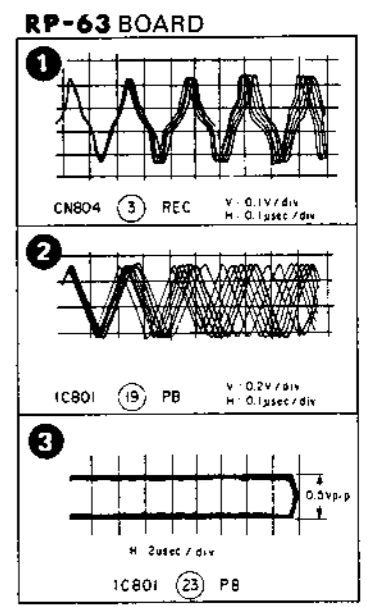 RP-63 BOARD
1
CN804 3 REC
V : 0.1V/div
H : 0.1μsec/div
2
IC801 19 PB
V : 0.2V/div
H : 0.1μsec/div
3
0.5Vp-p
H 2usec / div
IC801 23 PB